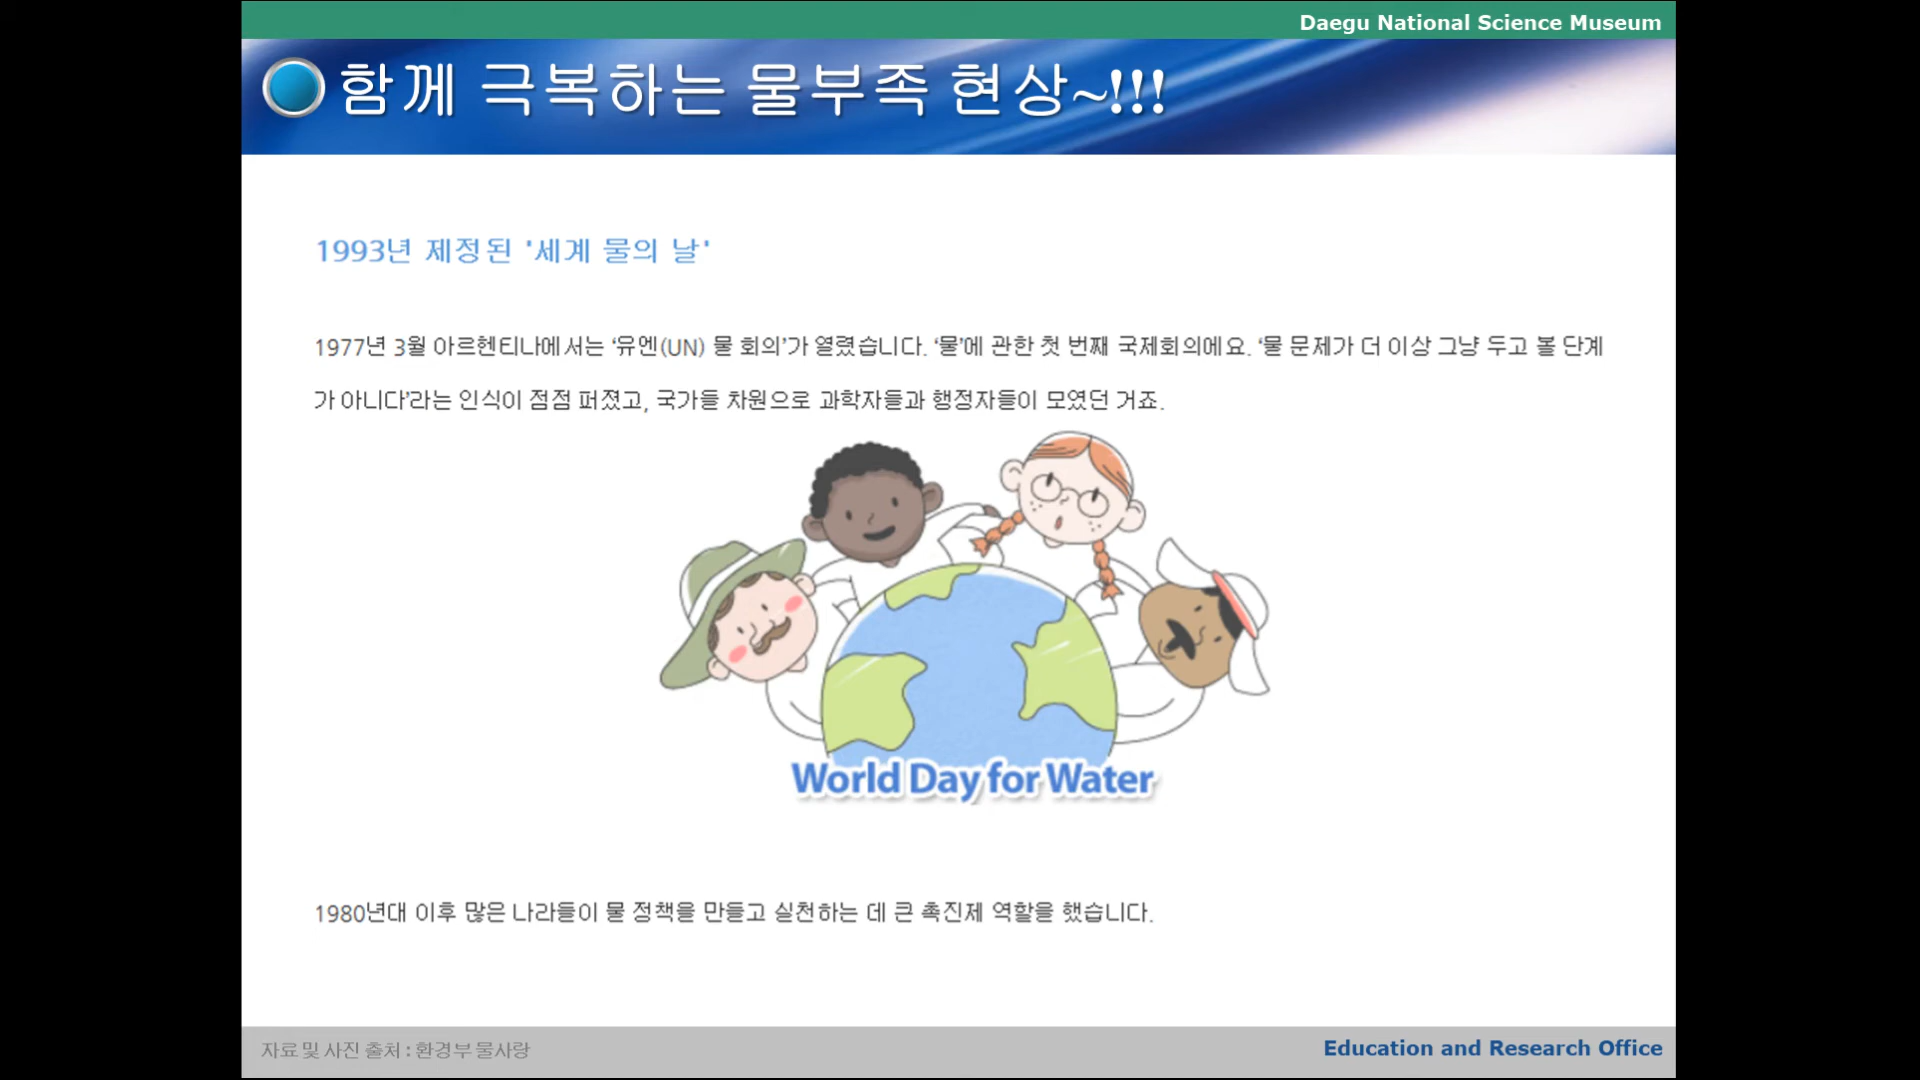 Daegu National Science Museum
함께 극복하는 물부족 현상~!!!
1993년 제정된 '세계 물의 날'
1977년 3월 아르헨티나에서는 ‘유엔(UN) 물 회의’가 열렸습니다. ‘물’에 관한 첫 번째 국제회의에요. ‘물 문제가 더 이상 그냥 두고 볼 단계
가 아니다’라는 인식이 점점 퍼졌고, 국가들 차원으로 과학자들과 행정자들이 모였던 거죠.
World Day for Water
1980년대 이후 많은 나라들이 물 정책을 만들고 실천하는 데 큰 촉진제 역할을 했습니다.
자료 및 사진 출처 : 환경부 물사랑
Education and Research Office